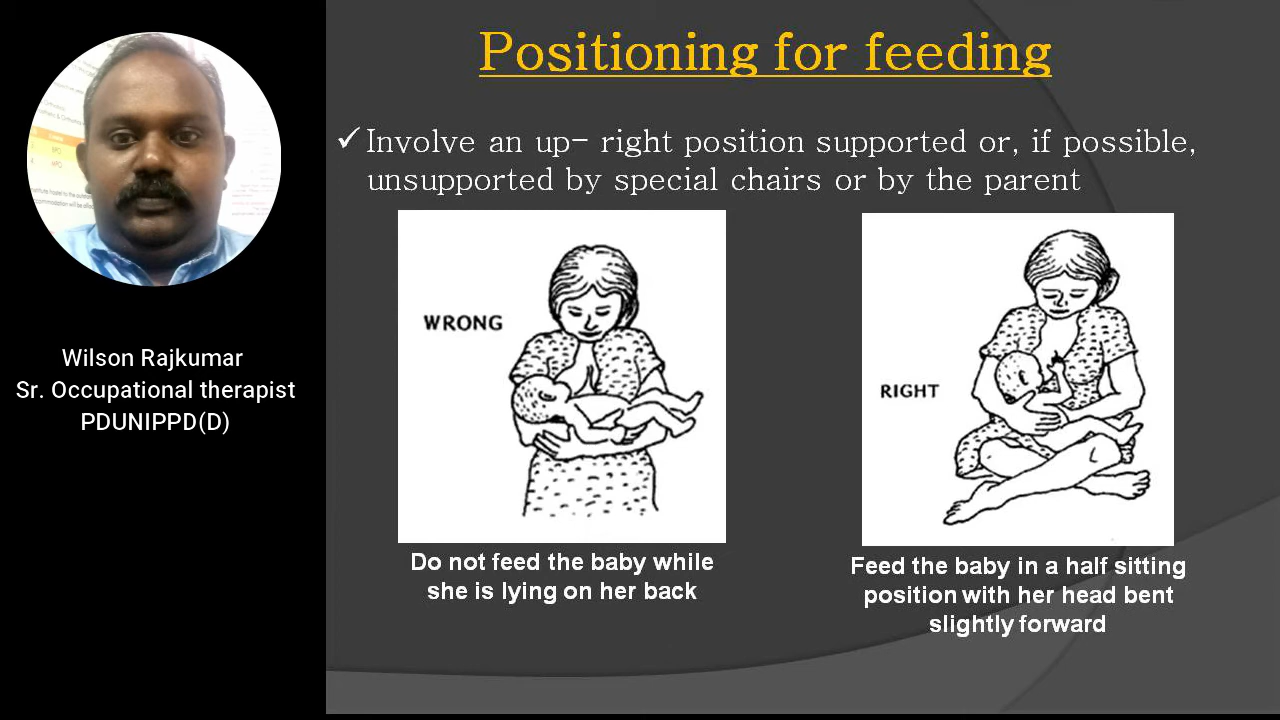 Positioning for feeding
✓ Involve an up- right position supported or, if possible,
unsupported by special chairs or by the parent
WRONG
RIGHT
Do not feed the baby while
she is lying on her back
Feed the baby in a half sitting
position with her head bent
slightly forward
Wilson Rajkumar
Sr. Occupational therapist
PDUNIPPD(D)